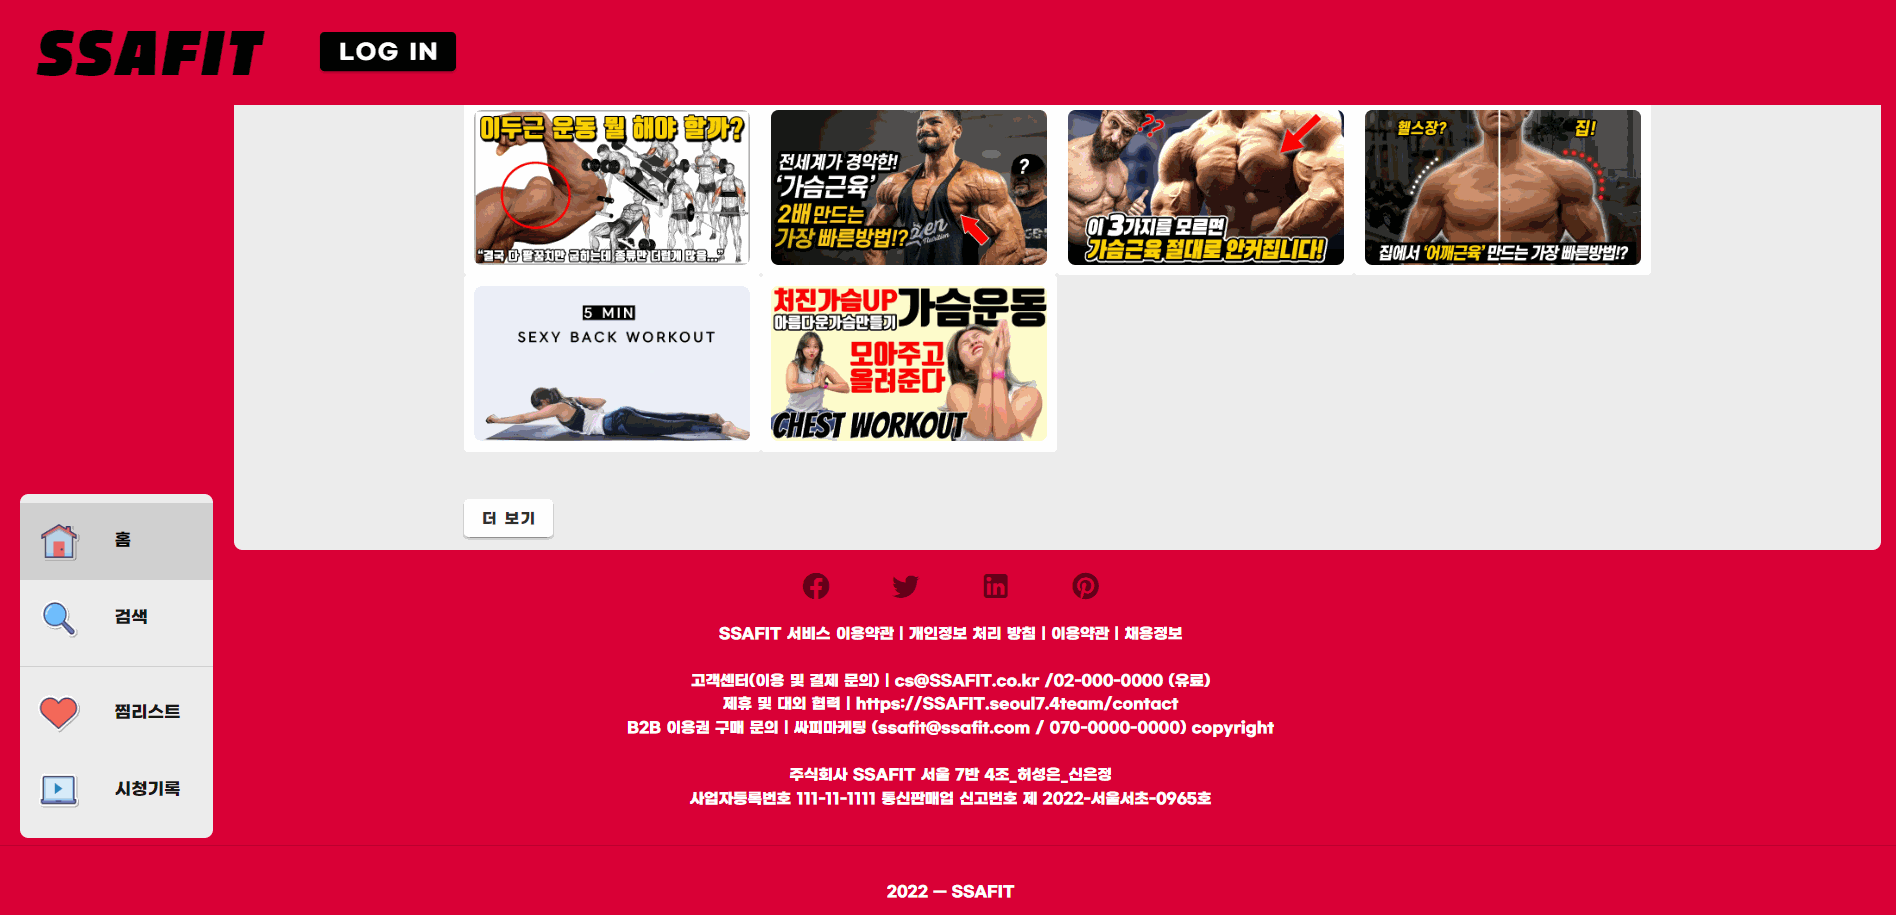 SSAFIT
LOG IN
이두근 운동 뭘 해야 할까?
"결국 다 팔꿈치만 굽히는데 종류만 더럽게 많음..."
전세계가 경악한!
'가슴근육'
2배 만드는
가장 빠른방법!?
?
??
이 3가지를 모르면
가슴근육 절대로 안커집니다!
헬스장?
집!
집에서 '어깨근육' 만드는 가장 빠른방법!?
5 MIN
SEXY BACK WORKOUT
처진가슴UP 가슴운동
아름다운가슴만들기
모아주고
올려준다
CHEST WORKOUT
더 보기
홈
검색
찜리스트
시청기록
SSAFIT 서비스 이용약관 | 개인정보 처리 방침 | 이용약관 | 채용정보
고객센터(이용 및 결제 문의) | cs@SSAFIT.co.kr /02-000-0000 (유료)
제휴 및 대외 협력 | https://SSAFIT.seoul7.4team/contact
B2B 이용권 구매 문의 | 싸피마케팅 (ssafit@ssafit.com / 070-0000-0000) copyright
주식회사 SSAFIT 서울 7반 4조_허성은_신은정
사업자등록번호 111-11-1111 통신판매업 신고번호 제 2022-서울서초-0965호
2022 — SSAFIT